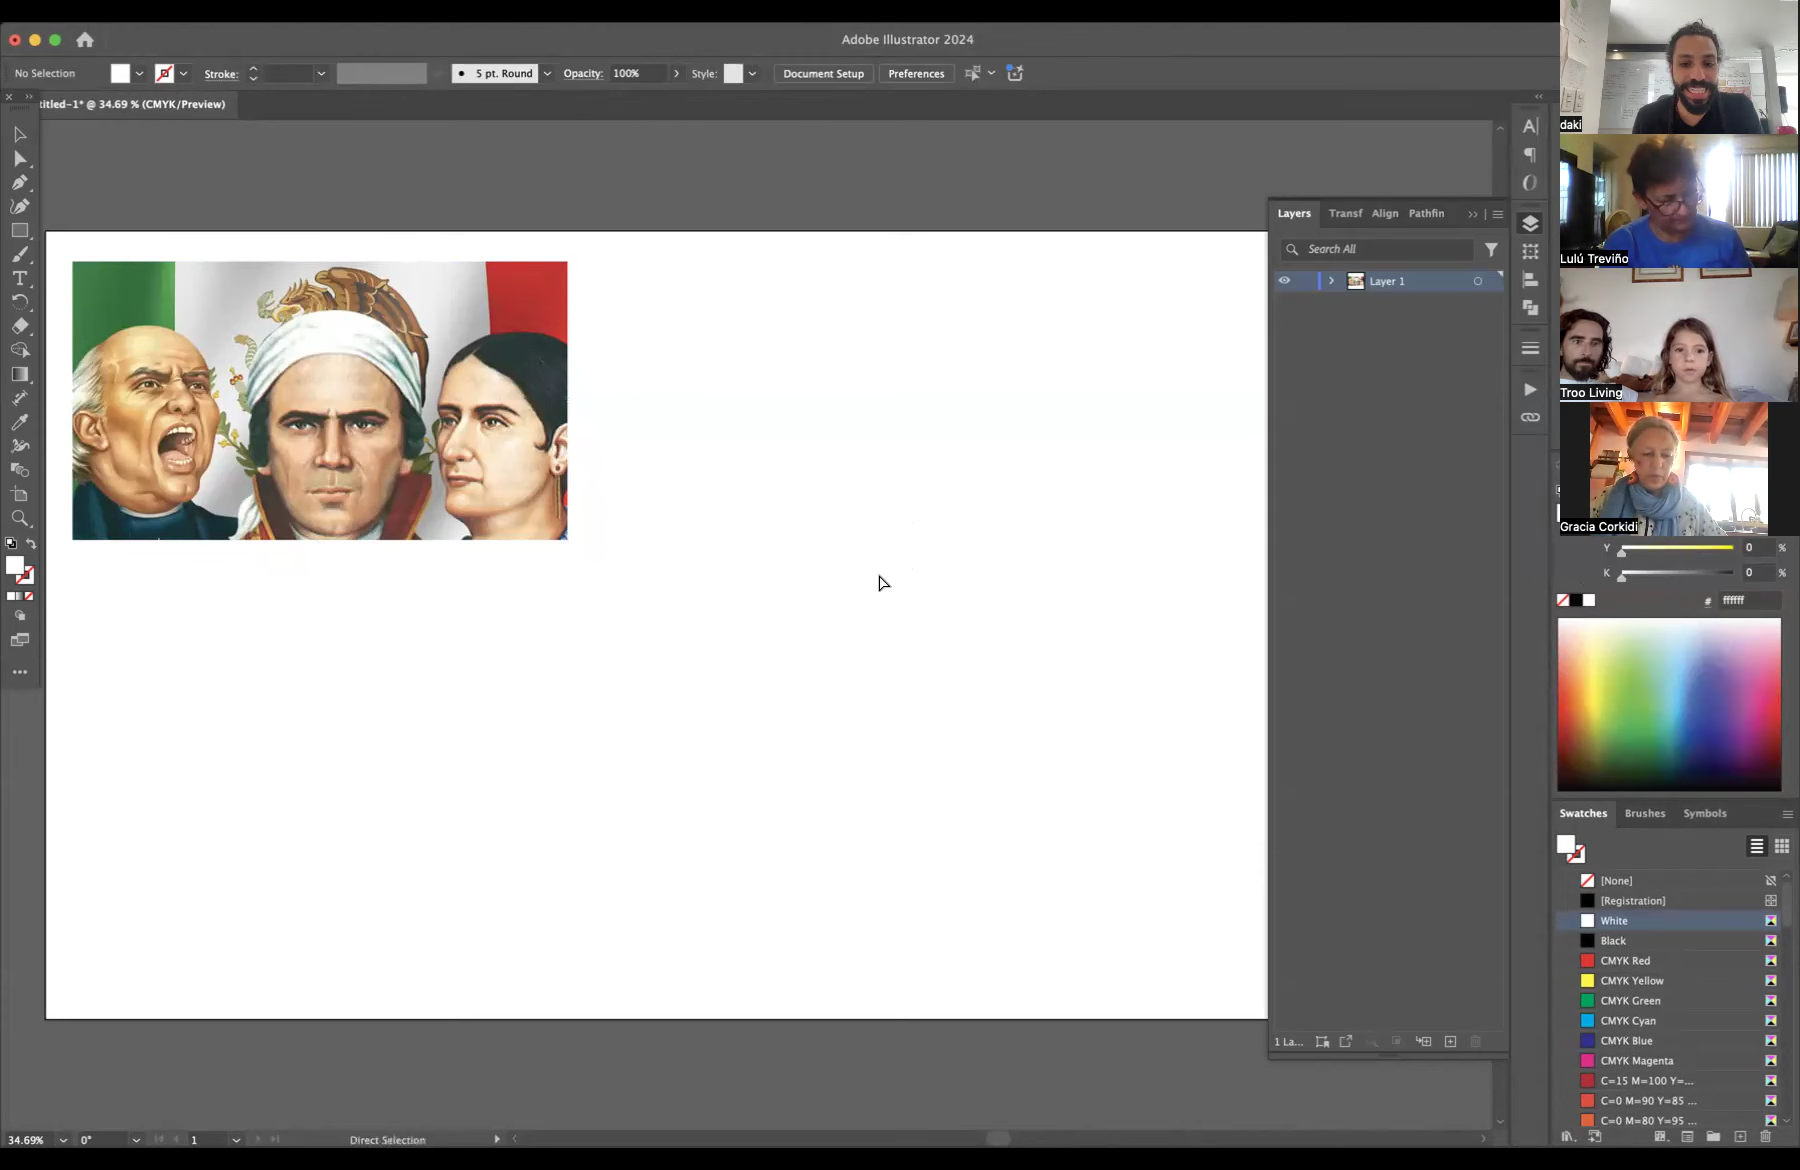 Adobe Illustrator 2024
No Selection
Stroke:
5 pt. Round
Opacity: 100%
Style:
Document Setup
Preferences
titled-1* @ 34.69 % (CMYK/Preview)
daki
Lulú Treviño
Troo Living
Gracia Corkidi
Layers
Transf
Align
Pathfin
Search All
Layer 1
Y 0 %
K 0 %
# ffffff
Swatches
Brushes
Symbols
[None]
[Registration]
White
Black
CMYK Red
CMYK Yellow
CMYK Green
CMYK Cyan
CMYK Blue
CMYK Magenta
C=15 M=100 Y=...
C=0 M=90 Y=85 ...
C=0 M=80 Y=95 ...
1 La...
34.69%
0°
1
Direct Selection